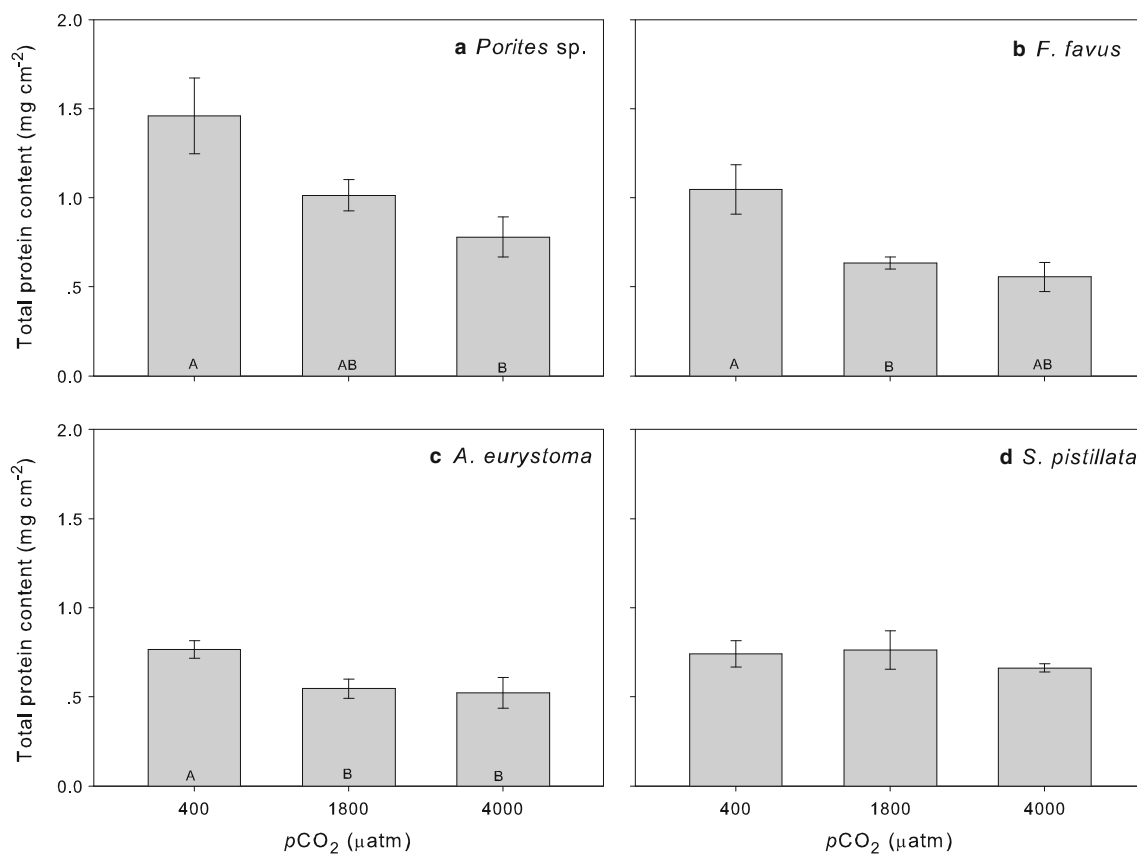 2.0
a Porites sp.
b F. favus
1.5
1.0
.5
0.0
A
AB
B
A
B
AB
Total protein content (mg cm⁻²)
2.0
c A. eurystoma
d S. pistillata
1.5
1.0
.5
0.0
A
B
B
Total protein content (mg cm⁻²)
400
1800
4000
400
1800
4000
pCO₂ (μatm)
pCO₂ (μatm)